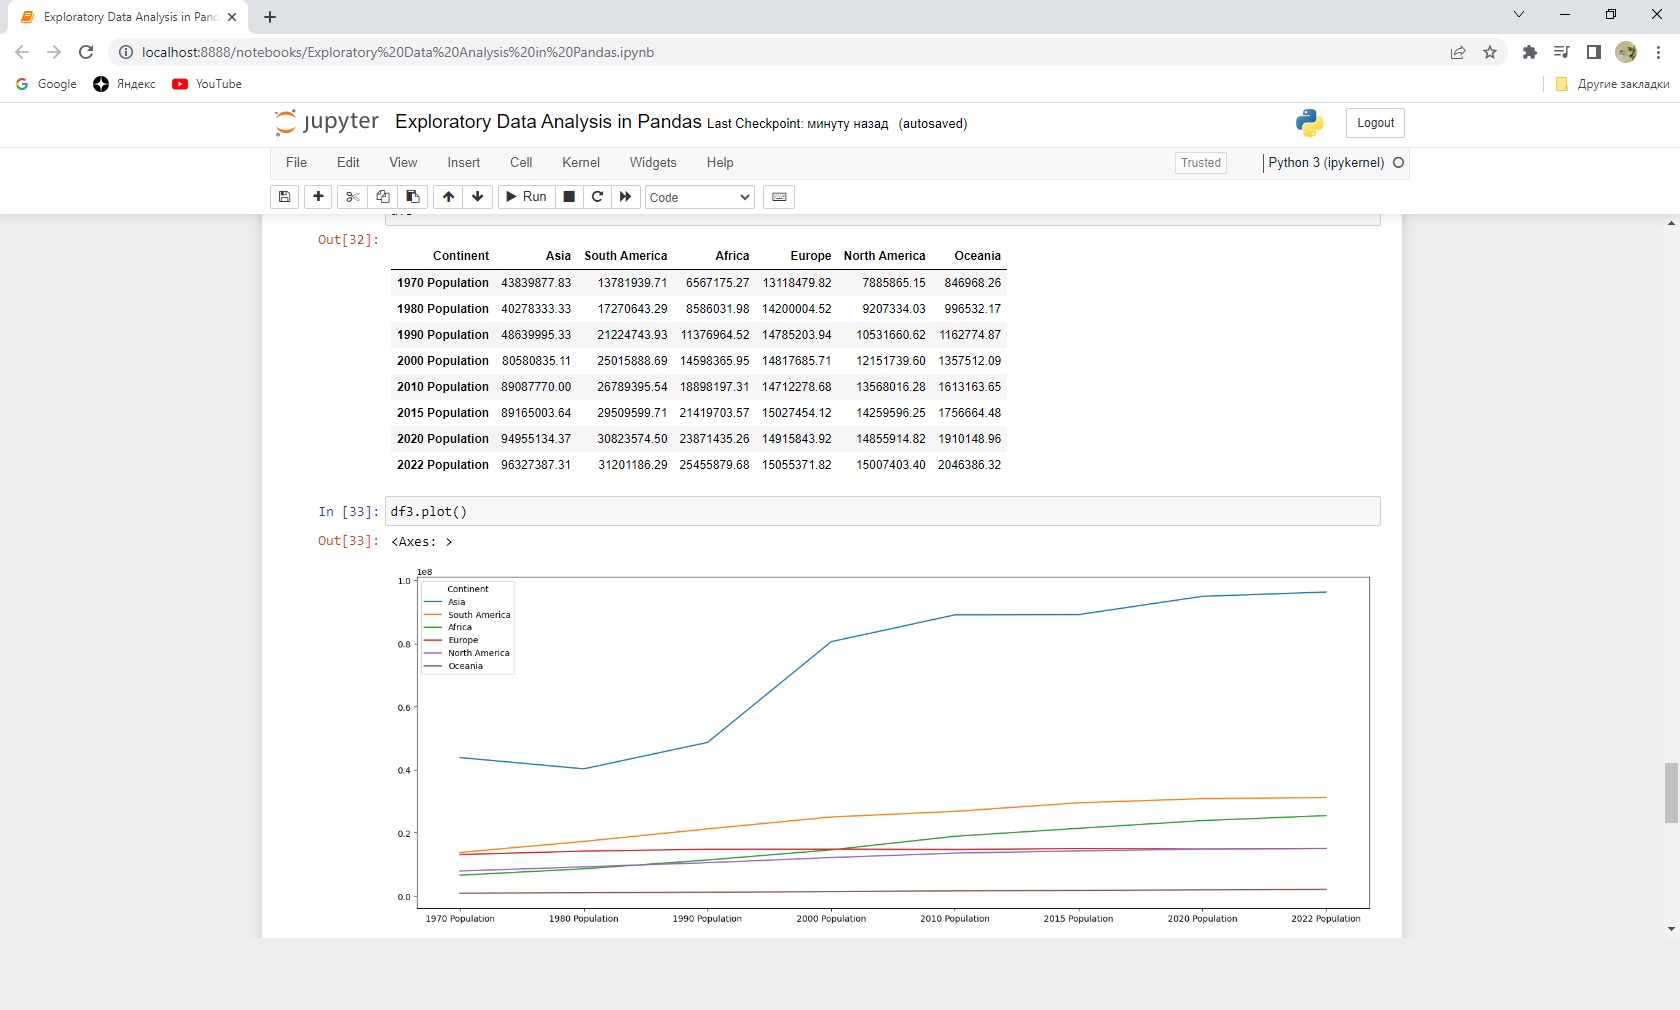 Exploratory Data Analysis in Pand
localhost:8888/notebooks/Exploratory%20Data%20Analysis%20in%20Pandas.ipynb
Google Яндекс YouTube Другие закладки
jupyter Exploratory Data Analysis in Pandas Last Checkpoint: минуту назад (autosaved) Logout
File Edit View Insert Cell Kernel Widgets Help Trusted Python 3 (ipykernel)
Run Code
Out[32]:
Continent Asia South America Africa Europe North America Oceania
1970 Population 43839877.83 13781939.71 6567175.27 13118479.82 7885865.15 846968.26
1980 Population 40278333.33 17270643.29 8586031.98 14200004.52 9207334.03 996532.17
1990 Population 48639995.33 21224743.93 11376964.52 14785203.94 10531660.62 1162774.87
2000 Population 80580835.11 25015888.69 14598365.95 14817685.71 12151739.60 1357512.09
2010 Population 89087770.00 26789395.54 18898197.31 14712278.68 13568016.28 1613163.65
2015 Population 89165003.64 29509599.71 21419703.57 15027454.12 14259596.25 1756664.48
2020 Population 94955134.37 30823574.50 23871435.26 14915843.92 14855914.82 1910148.96
2022 Population 96327387.31 31201186.29 25455879.68 15055371.82 15007403.40 2046386.32
In [33]: df3.plot()
Out[33]: <Axes: >
1e8
1.0
Continent
Asia
South America
Africa
Europe
North America
Oceania
0.8
0.6
0.4
0.2
0.0
1970 Population 1980 Population 1990 Population 2000 Population 2010 Population 2015 Population 2020 Population 2022 Population